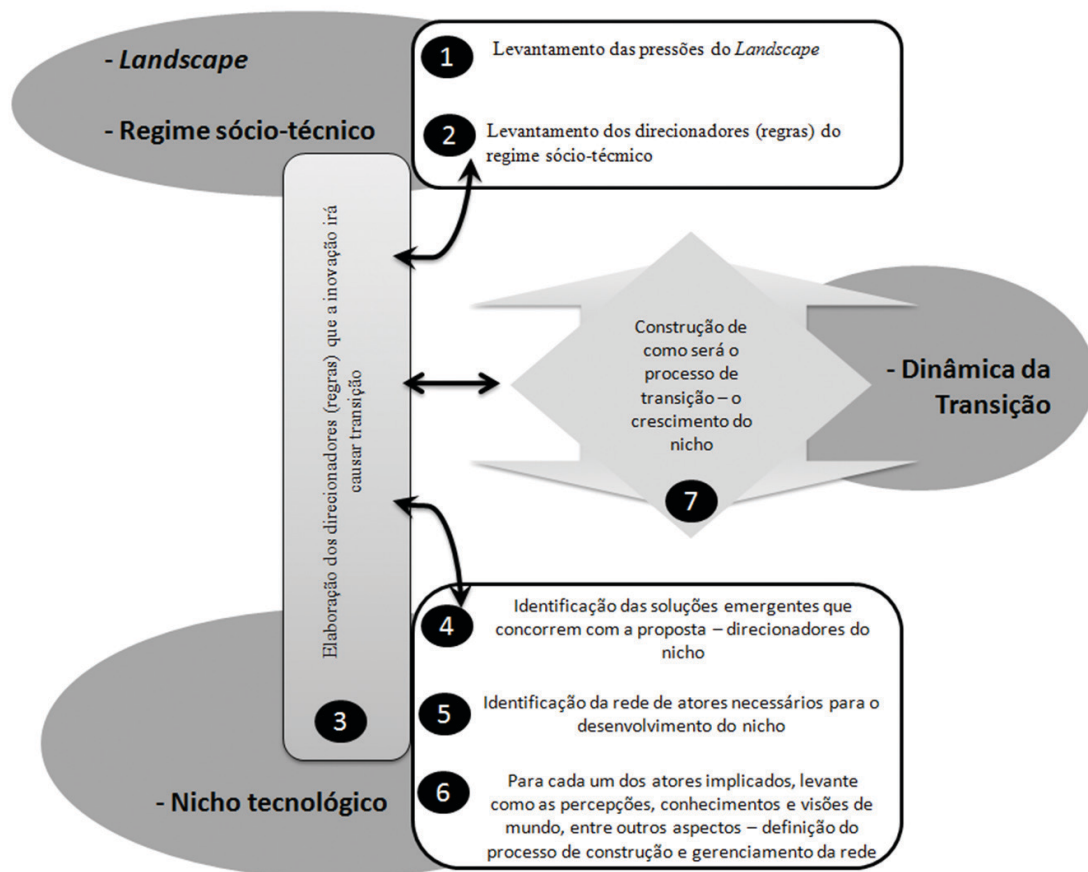 - Landscape
- Regime sócio-técnico
1
Levantamento das pressões do Landscape
2
Levantamento dos direcionadores (regras) do
regime sócio-técmico
Elaboração dos direcionadores (regras) que a inovação irá
causar transição
3
Construção de
como será o
processo de
transição – o
crescimento do
nicho
7
- Dinâmica da
Transição
4
Identificação das soluções emergentes que
concorrem com a proposta – direcionadores do
nicho
5
Identificação da rede de atores necessários para o
desenvolvimento do nicho
6
Para cada um dos atores implicados, levante
como as percepções, conhecimentos e visões de
mundo, entre outros aspectos – definição do
processo de construção e gerenciamento da rede
- Nicho tecnológico